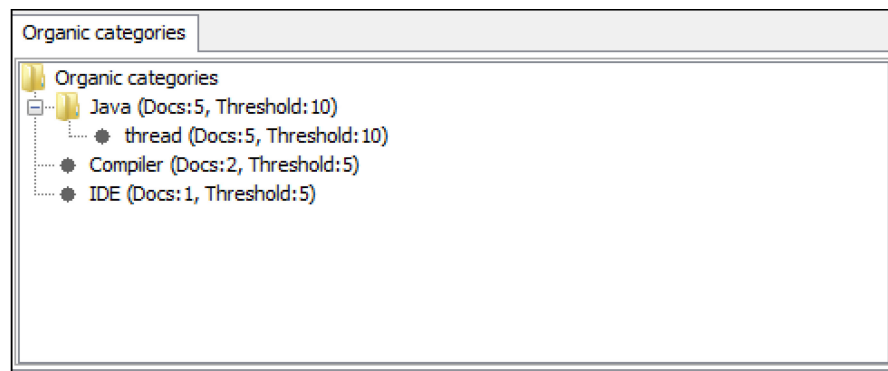 Organic categories
Organic categories
Java (Docs:5, Threshold:10)
thread (Docs:5, Threshold:10)
Compiler (Docs:2, Threshold:5)
IDE (Docs:1, Threshold:5)